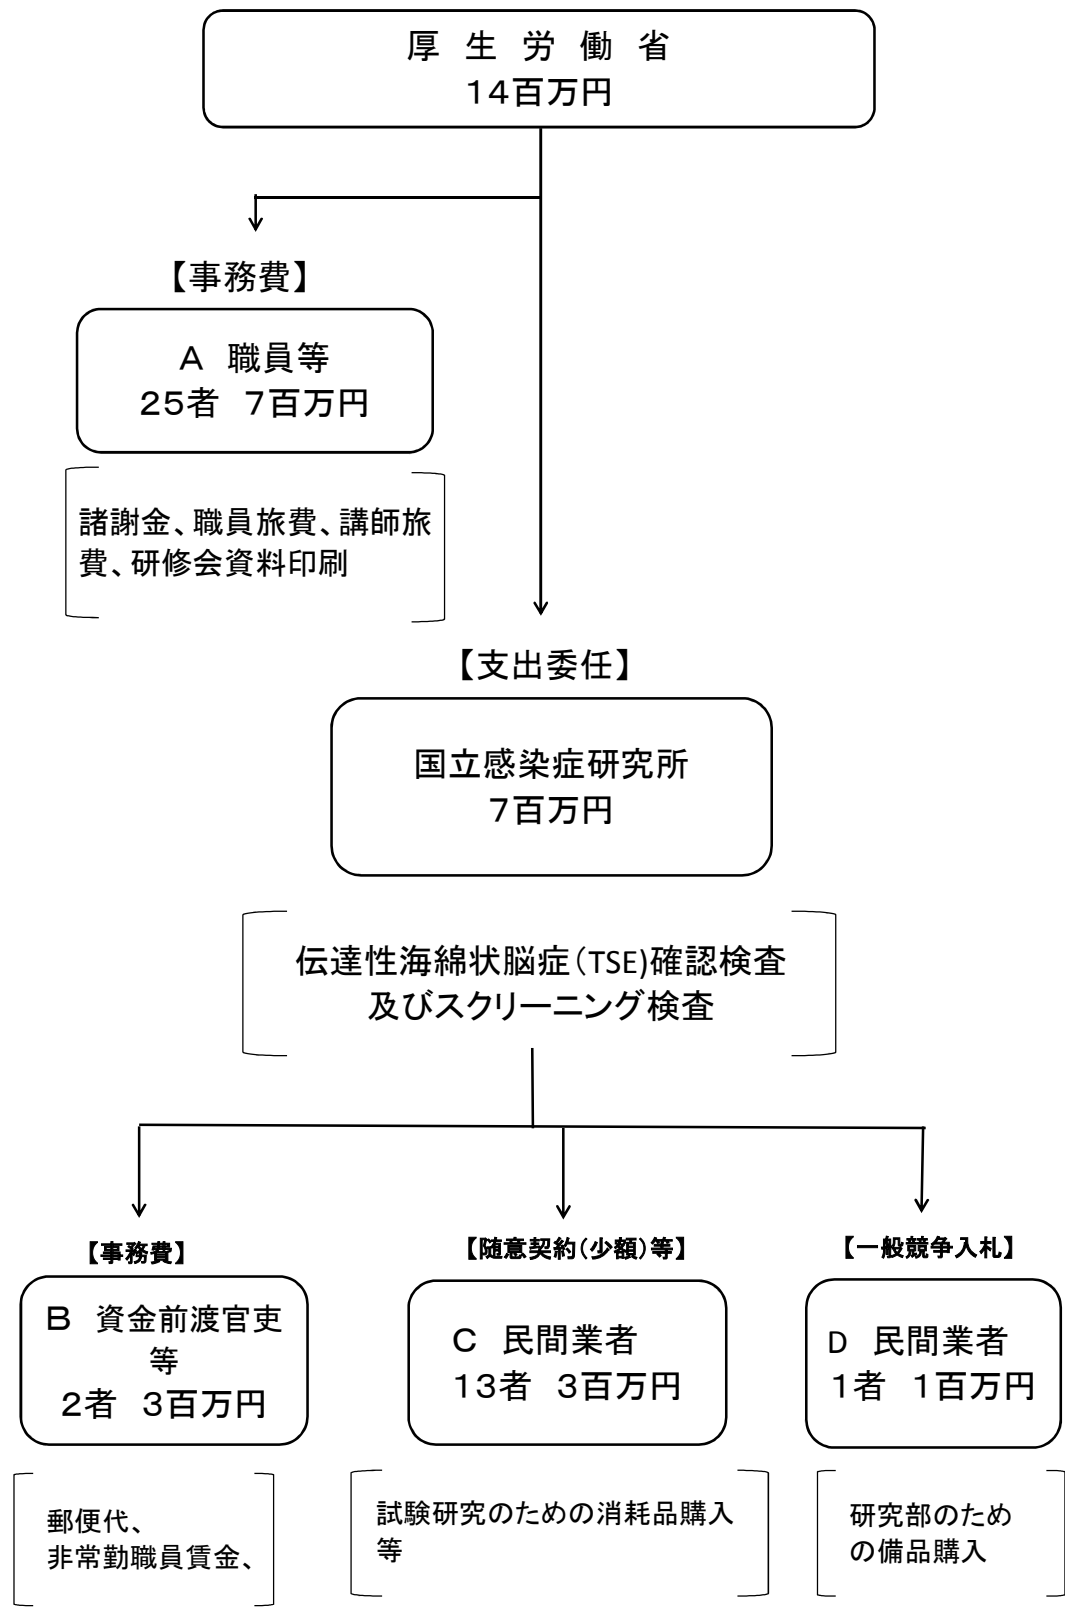 厚 生 労 働 省
14百万円
【事務費】
A 職員等
25者 7百万円
諸謝金、職員旅費、講師旅
費、研修会資料印刷
【支出委任】
国立感染症研究所
7百万円
伝達性海綿状脳症（TSE)確認検査
及びスクリーニング検査
【事務費】
B 資金前渡官吏
等
2者 3百万円
郵便代、
非常勤職員賃金、
【随意契約（少額）等】
C 民間業者
13者 3百万円
試験研究のための消耗品購入
等
【一般競争入札】
D 民間業者
1者 1百万円
研究部のため
の備品購入